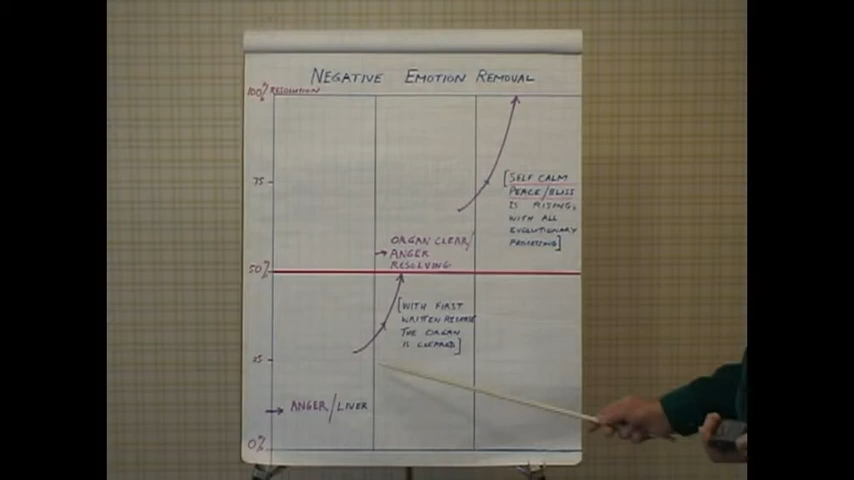 NEGATIVE EMOTION REMOVAL
100% RESOLUTION
75
[SELF CALM
PEACE/BLISS
IS RISING,
WITH ALL
EVOLUTIONARY
PROCESSING]
ORGAN CLEAR/
→ ANGER
RESOLVING
50%
[WITH FIRST
WRITTEN RELEASE
THE ORGAN
IS CLEARED]
25
→ ANGER/LIVER
0%